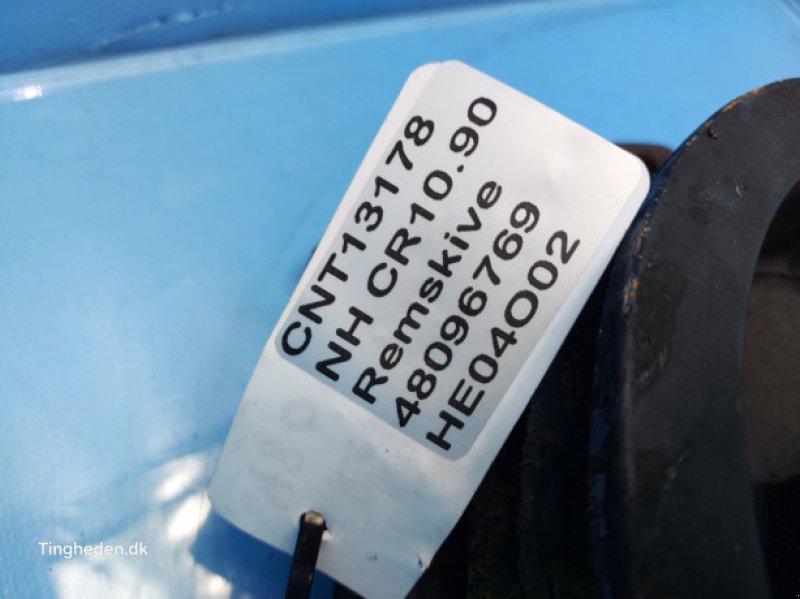 CNT13178
NH CR10.90
Remskive
48096769
HE04O02
Tingheden.dk